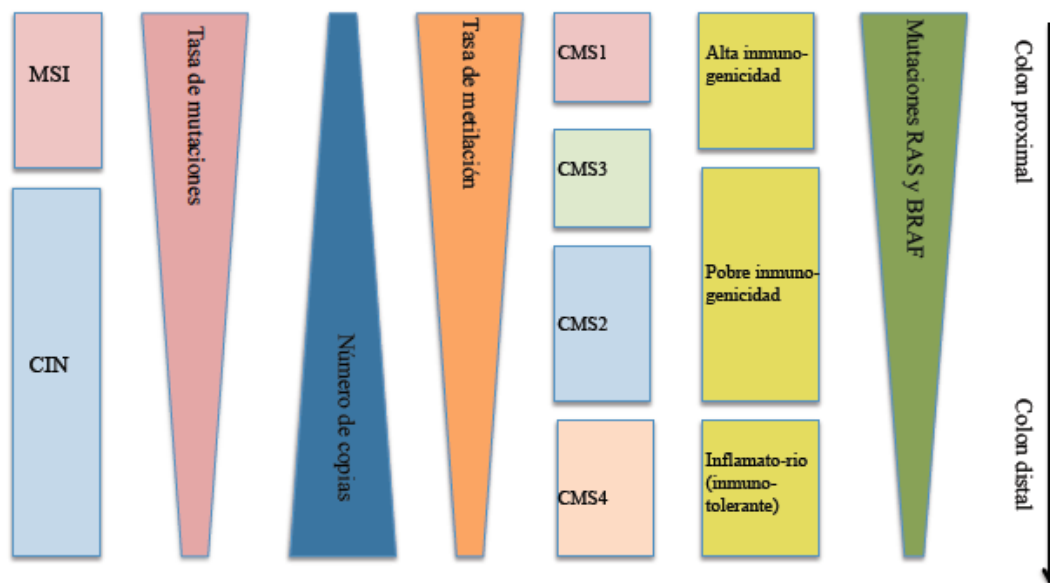 MSI
CIN
Tasa de mutaciones
Número de copias
Tasa de metilación
CMS1
CMS3
CMS2
CMS4
Alta inmuno-
genicidad
Pobre inmuno-
genicidad
Inflamato-rio
(inmuno-
tolerante)
Mutaciones RAS y BRAF
Colon proximal
Colon distal